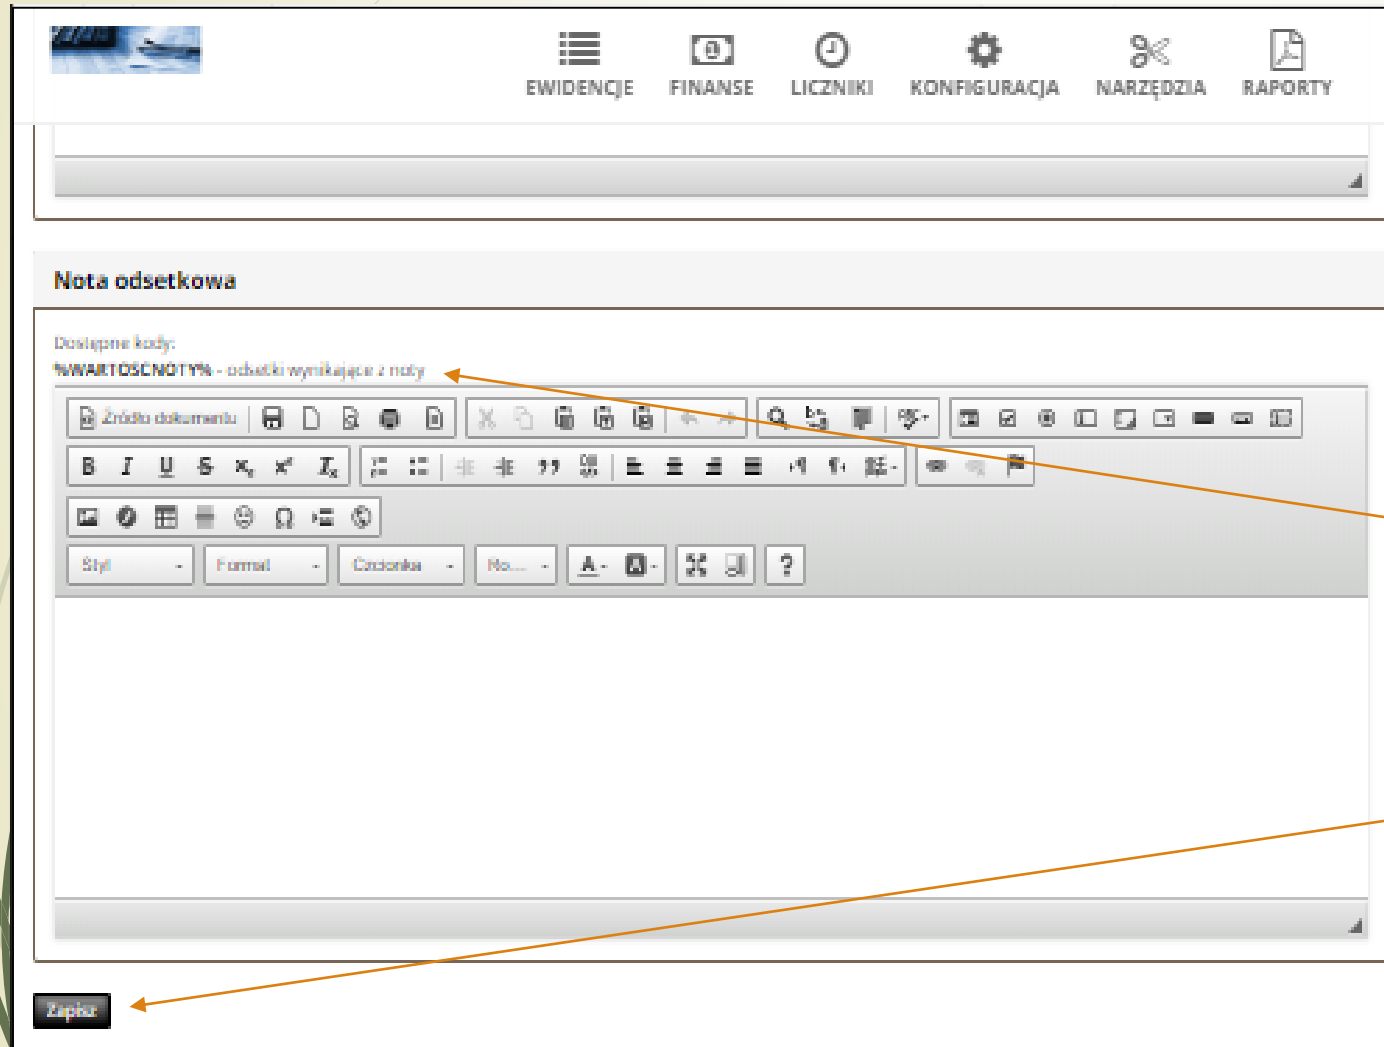 EWIDENCJE FINANSE LICZNIKI KONFIGURACJA NARZĘDZIA RAPORTY
Nota odsetkowa
Dostępne kody:
%WARTOSCNOTY% - odsetki wynikające z noty
Źródło dokumentu
Styl Format Czcionka Ro...
Zapisz